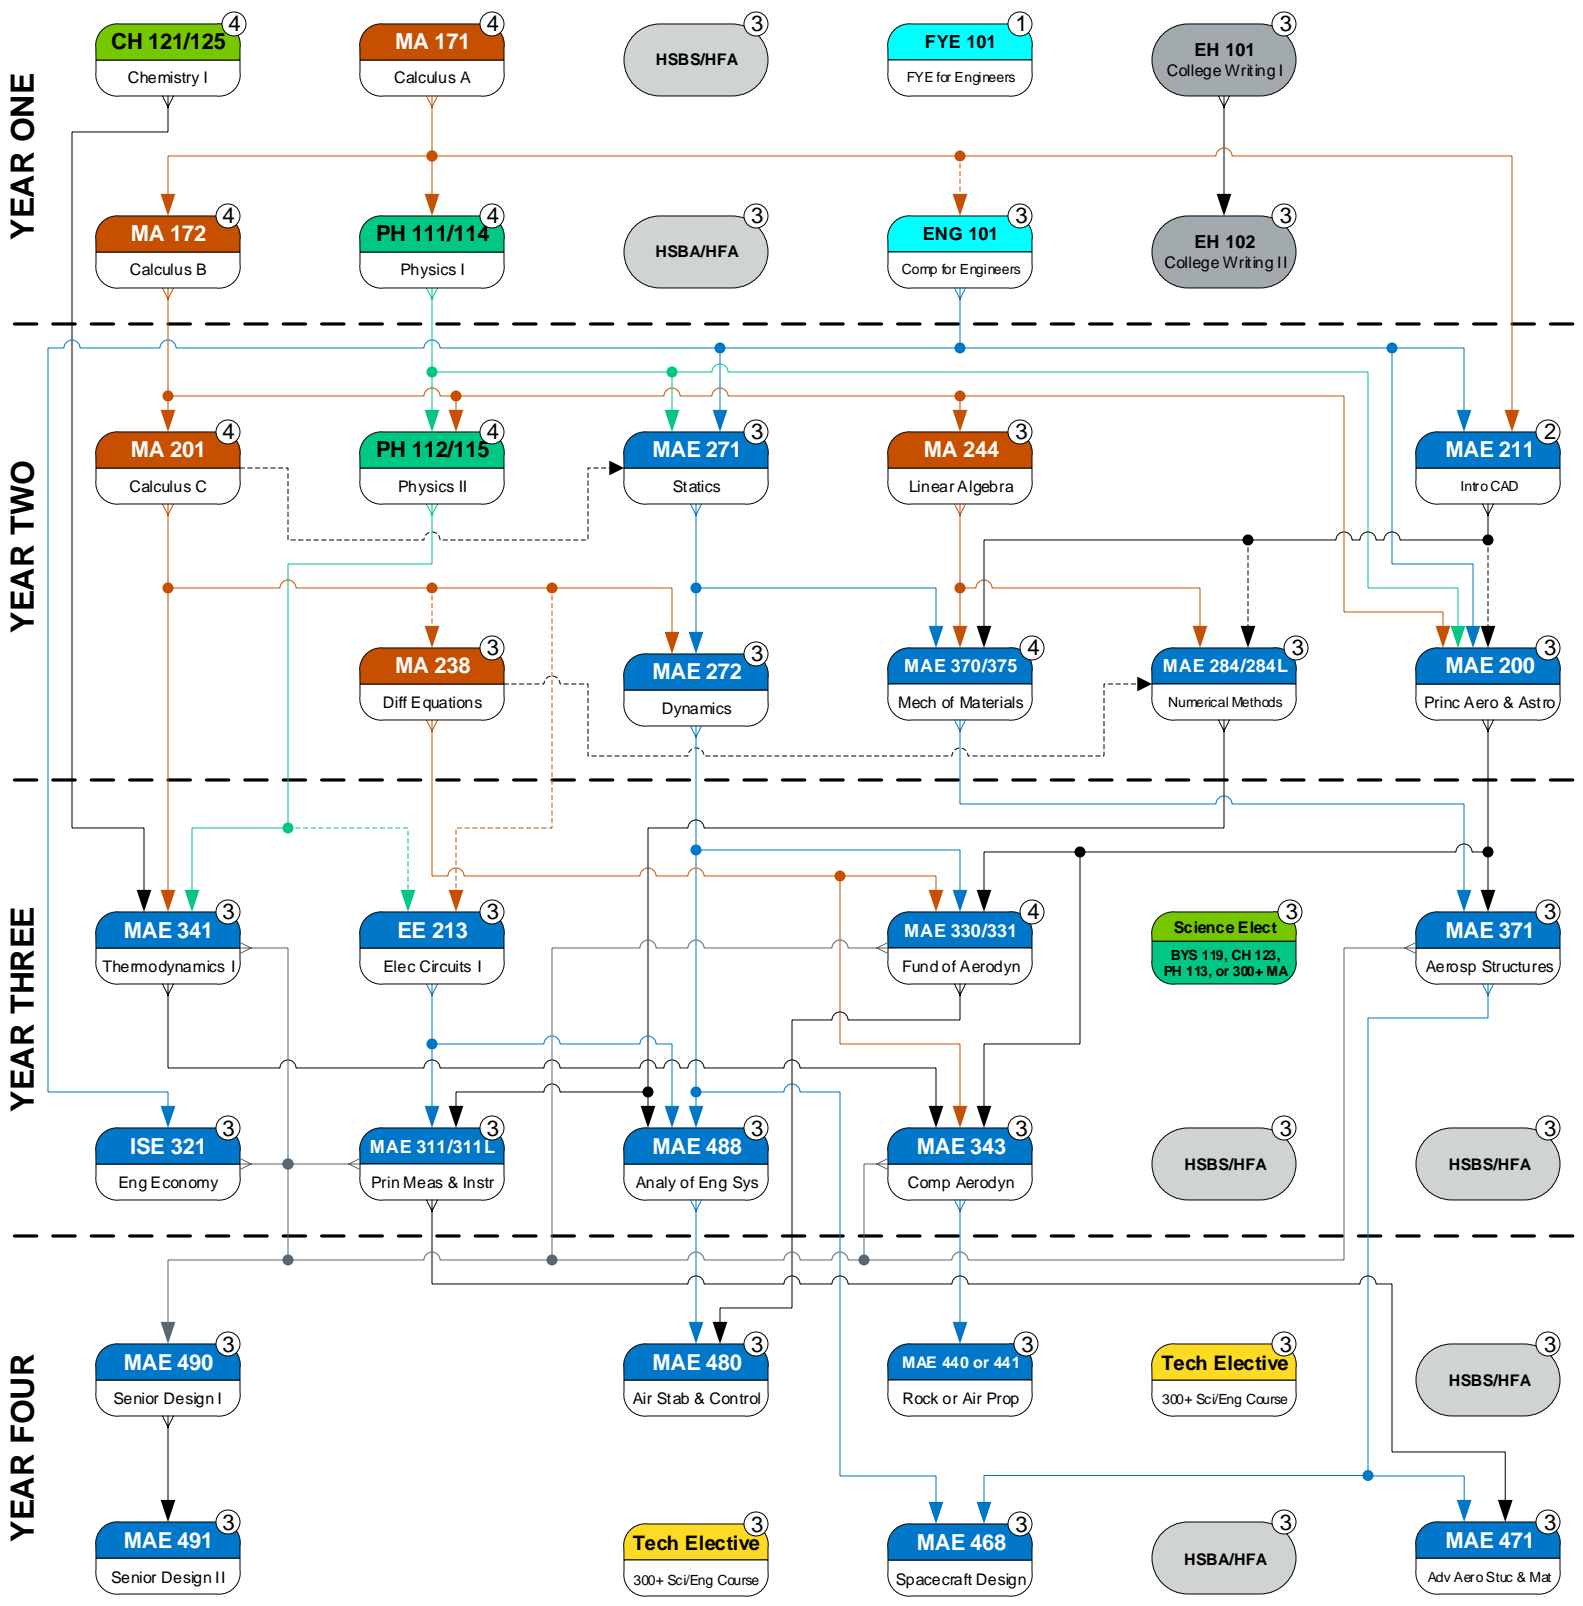 YEAR ONE
4
CH 121/125
Chemistry I
4
MA 171
Calculus A
3
HSBS/HFA
1
FYE 101
FYE for Engineers
3
EH 101
College Writing I
4
MA 172
Calculus B
4
PH 111/114
Physics I
3
HSBA/HFA
3
ENG 101
Comp for Engineers
3
EH 102
College Writing II
YEAR TWO
4
MA 201
Calculus C
4
PH 112/115
Physics II
3
MAE 271
Statics
3
MA 244
Linear Algebra
2
MAE 211
Intro CAD
3
MA 238
Diff Equations
3
MAE 272
Dynamics
4
MAE 370/375
Mech of Materials
3
MAE 284/284L
Numerical Methods
3
MAE 200
Princ Aero & Astro
YEAR THREE
3
MAE 341
Thermodynamics I
3
EE 213
Elec Circuits I
4
MAE 330/331
Fund of Aerodyn
3
Science Elect
BYS 119, CH 123,
PH 113, or 300+ MA
3
MAE 371
Aerosp Structures
3
ISE 321
Eng Economy
3
MAE 311/311L
Prin Meas & Instr
3
MAE 488
Analy of Eng Sys
3
MAE 343
Comp Aerodyn
3
HSBS/HFA
3
HSBS/HFA
YEAR FOUR
3
MAE 490
Senior Design I
3
MAE 480
Air Stab & Control
3
MAE 440 or 441
Rock or Air Prop
3
Tech Elective
300+ Sci/Eng Course
3
HSBS/HFA
3
MAE 491
Senior Design II
3
Tech Elective
300+ Sci/Eng Course
3
MAE 468
Spacecraft Design
3
HSBA/HFA
3
MAE 471
Adv Aero Stuc & Mat